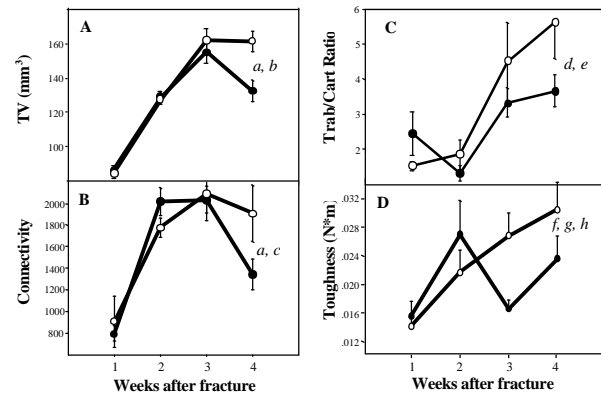 A
TV (mm³)
160
140
120
100
a, b
B
Connectivity
2000
1800
1600
1400
1200
1000
800
a, c
1 2 3 4
Weeks after fracture
C
Trab/Cart Ratio
6
5
4
3
2
d, e
D
Toughness (N*m)
.032
.028
.024
.020
.016
.012
f, g, h
1 2 3 4
Weeks after fracture